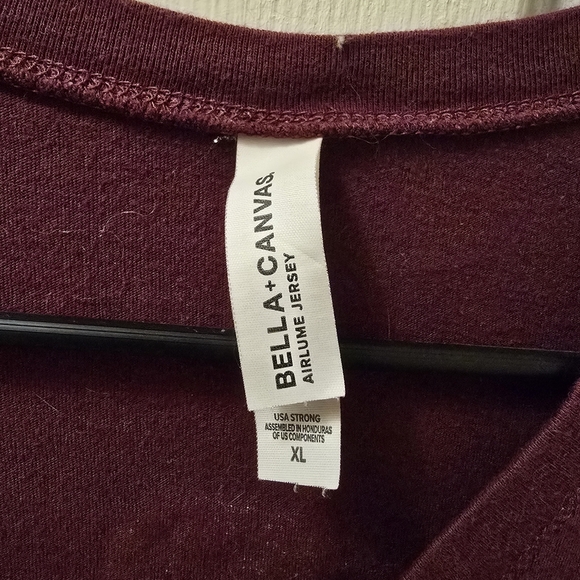 BELLA+CANVAS.
AIRLUME JERSEY
USA STRONG
ASSEMBLED IN HONDURAS
OF US COMPONENTS
XL